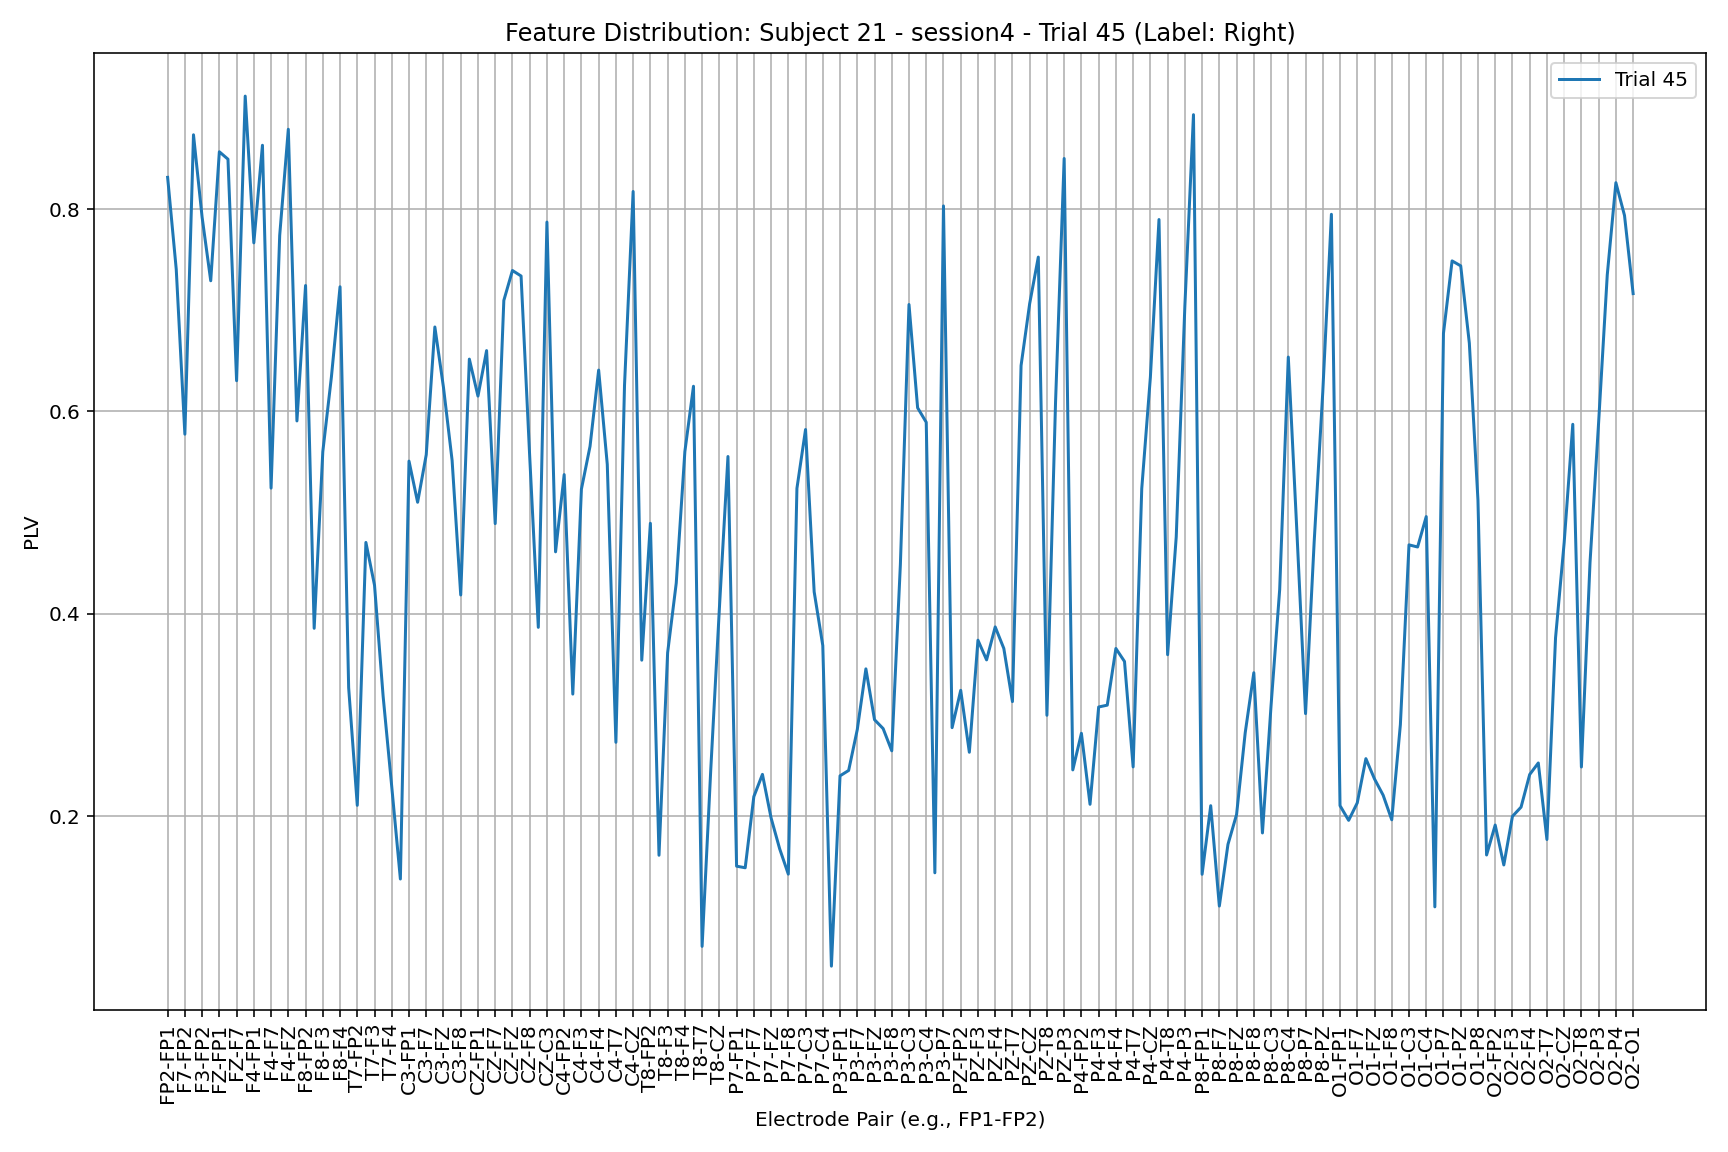 Feature Distribution: Subject 21 - session4 - Trial 45 (Label: Right)
Trial 45
PLV
0.8
0.6
0.4
0.2
FP2-FP1
F7-FP2
F3-FP2
FZ-FP1
FZ-F7
F4-FP1
F4-F7
F4-FZ
F8-FP2
F8-F3
F8-F4
T7-FP2
T7-F3
T7-F4
C3-FP1
C3-F7
C3-FZ
C3-F8
CZ-FP1
CZ-F7
CZ-FZ
CZ-F8
CZ-C3
C4-FP2
C4-F3
C4-F4
C4-T7
C4-CZ
T8-FP2
T8-F3
T8-F4
T8-T7
T8-CZ
P7-FP1
P7-F7
P7-FZ
P7-F8
P7-C3
P7-C4
P3-FP1
P3-F7
P3-FZ
P3-F8
P3-C3
P3-C4
P3-P7
PZ-FP2
PZ-F3
PZ-F4
PZ-T7
PZ-CZ
PZ-T8
PZ-P3
P4-FP2
P4-F3
P4-F4
P4-T7
P4-CZ
P4-T8
P4-P3
P8-FP1
P8-F7
P8-FZ
P8-F8
P8-C3
P8-C4
P8-P7
P8-PZ
O1-FP1
O1-F7
O1-FZ
O1-F8
O1-C3
O1-C4
O1-P7
O1-PZ
O1-P8
O2-FP2
O2-F3
O2-F4
O2-T7
O2-CZ
O2-T8
O2-P3
O2-P4
O2-O1
Electrode Pair (e.g., FP1-FP2)